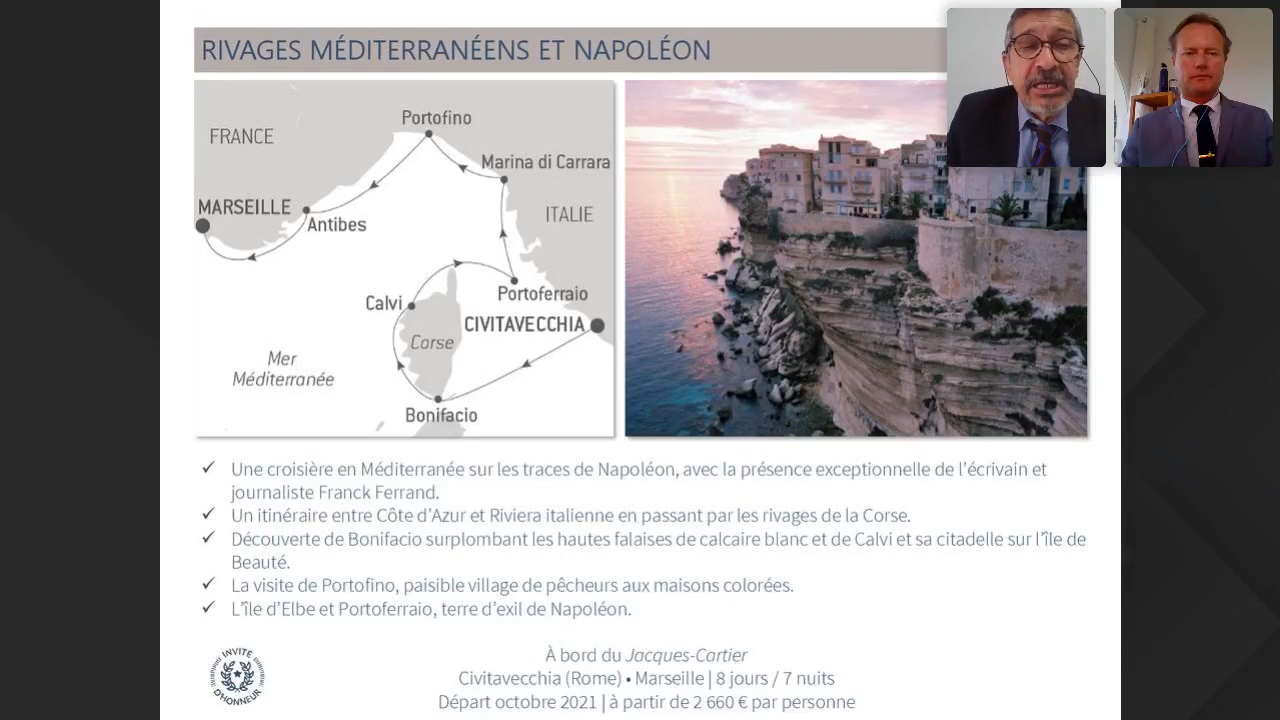 RIVAGES MÉDITERRANÉENS ET NAPOLÉON
Portofino
FRANCE
Marina di Carrara
MARSEILLE
ITALIE
Antibes
Portoferraio
Calvi
CIVITAVECCHIA
Corse
Mer
Méditerranée
Bonifacio
✓ Une croisière en Méditerranée sur les traces de Napoléon, avec la présence exceptionnelle de l'écrivain et
journaliste Franck Ferrand.
✓ Un itinéraire entre Côte d'Azur et Riviera italienne en passant par les rivages de la Corse.
✓ Découverte de Bonifacio surplombant les hautes falaises de calcaire blanc et de Calvi et sa citadelle sur l'île de
Beauté.
✓ La visite de Portofino, paisible village de pêcheurs aux maisons colorées.
✓ L'île d'Elbe et Portoferraio, terre d'exil de Napoléon.
INVITÉ
D'HONNEUR
À bord du Jacques-Cartier
Civitavecchia (Rome) • Marseille | 8 jours / 7 nuits
Départ octobre 2021 | à partir de 2 660 € par personne